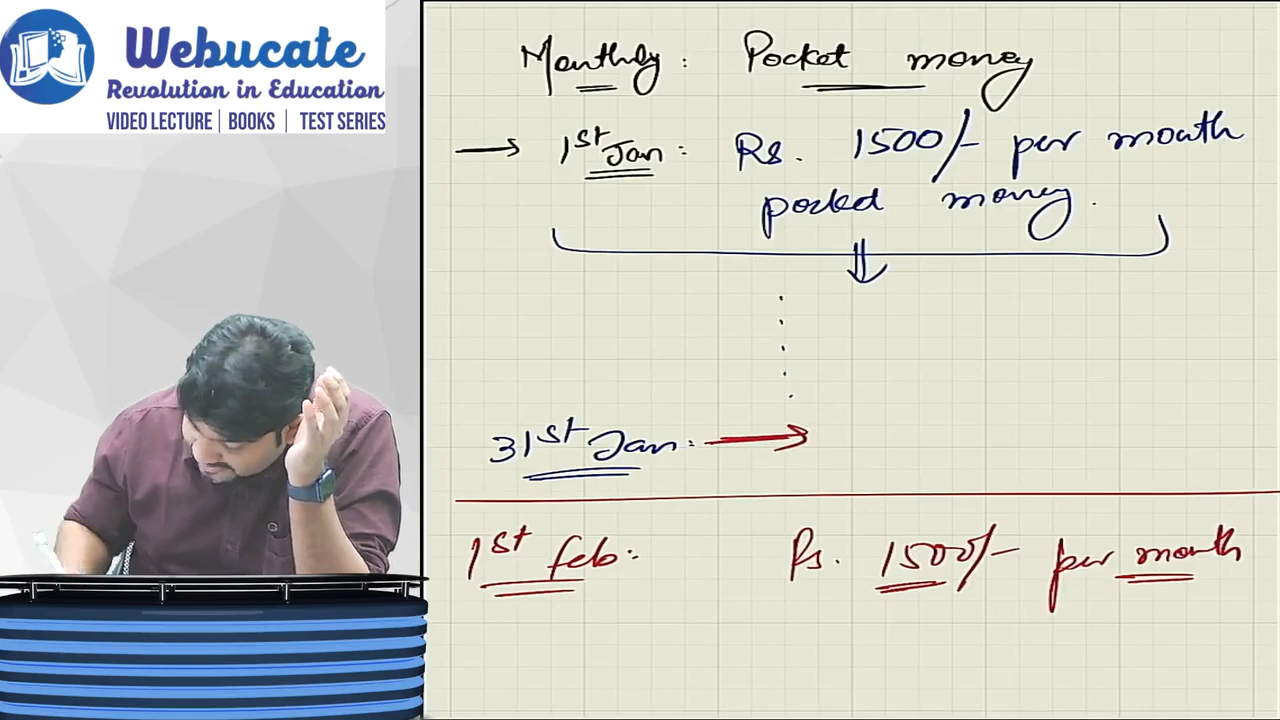 Webucate
Revolution in Education
VIDEO LECTURE | BOOKS | TEST SERIES
Monthly : Pocket money
→ 1st Jan : Rs. 1500/- per month
pocked money.
31st Jan : →
1st feb : Rs. 1500/- per month